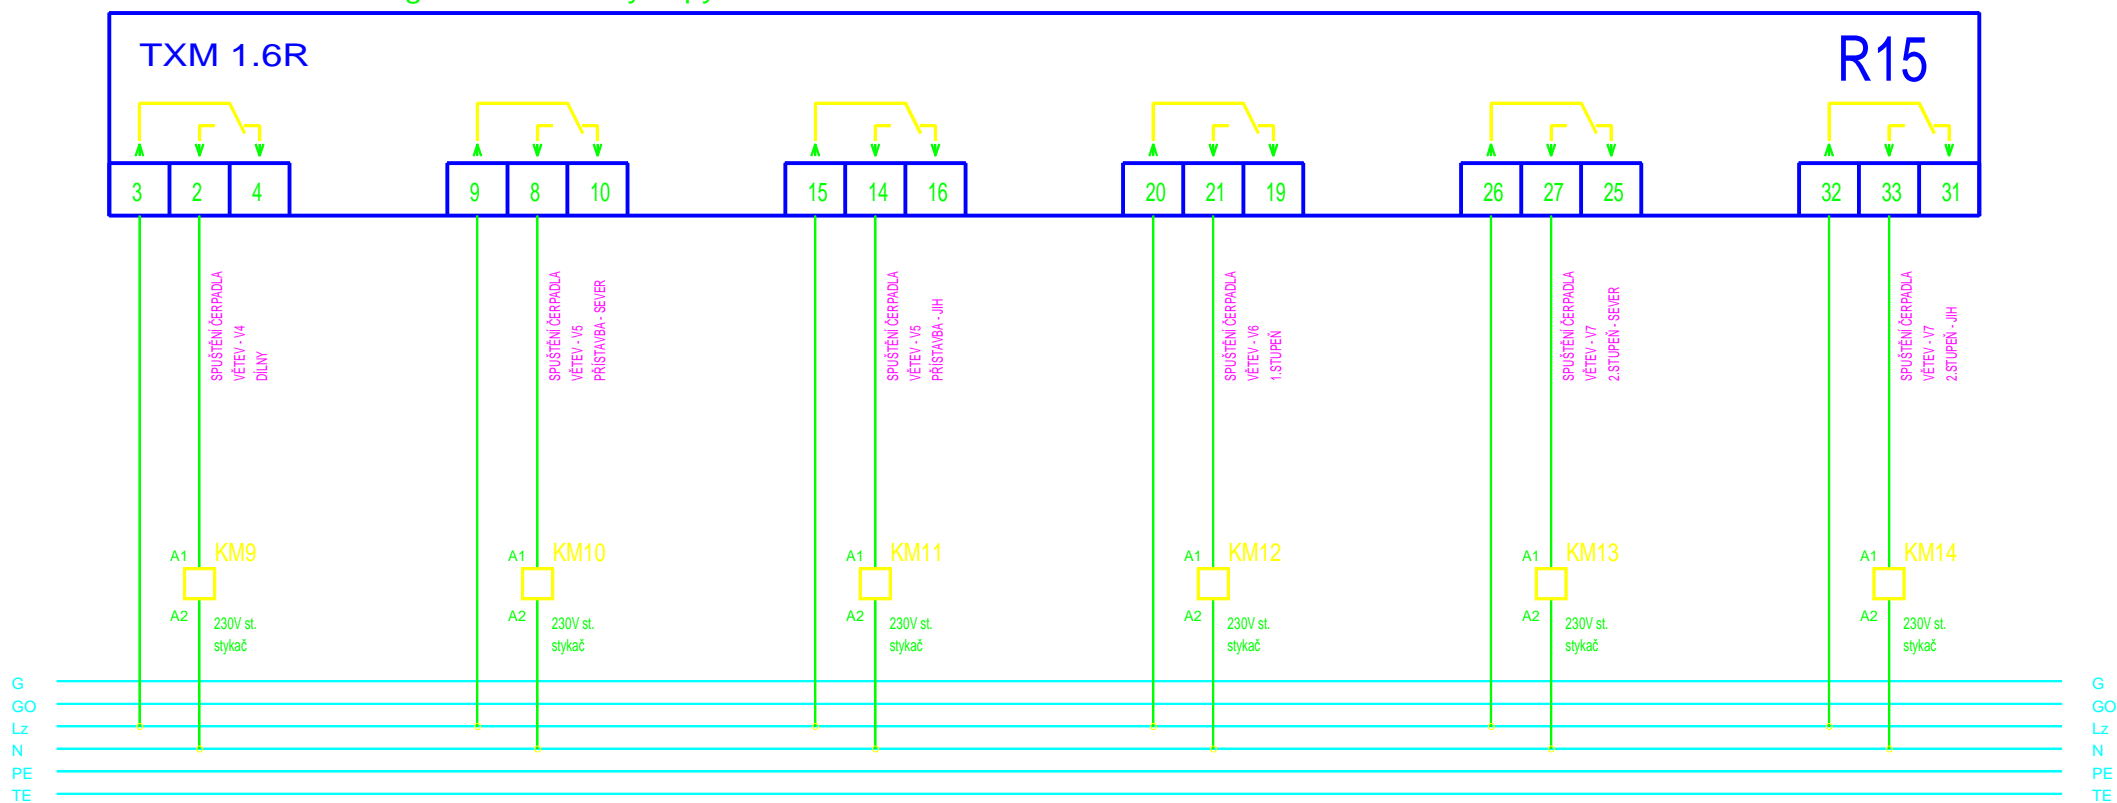 TXM 1.6R
R15
3 2 4 9 8 10 15 14 16 20 21 19 26 27 25 32 33 31
SPUŠTĚNÍ ČERPADLA
VĚTEV - V4
DÍLNY
SPUŠTĚNÍ ČERPADLA
VĚTEV - V5
PŘÍSTAVBA - SEVER
SPUŠTĚNÍ ČERPADLA
VĚTEV - V5
PŘÍSTAVBA - JIH
SPUŠTĚNÍ ČERPADLA
VĚTEV - V6
1.STUPEŇ
SPUŠTĚNÍ ČERPADLA
VĚTEV - V7
2.STUPEŇ - SEVER
SPUŠTĚNÍ ČERPADLA
VĚTEV - V7
2.STUPEŇ - JIH
A1 KM9
A2 230V st.
stykač
A1 KM10
A2 230V st.
stykač
A1 KM11
A2 230V st.
stykač
A1 KM12
A2 230V st.
stykač
A1 KM13
A2 230V st.
stykač
A1 KM14
A2 230V st.
stykač
G G
GO GO
Lz Lz
N N
PE PE
TE TE